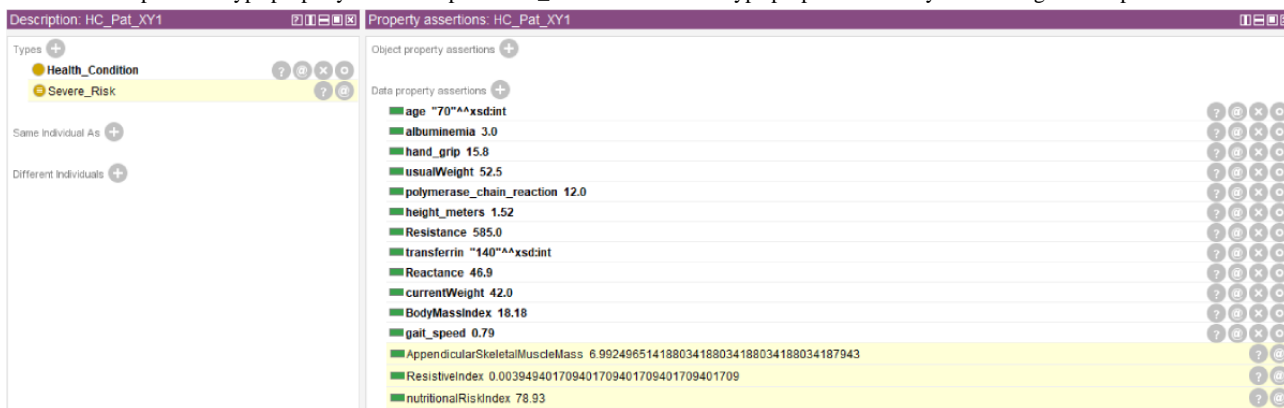 Description: HC_Pat_XY1
Types
Health_Condition
Severe_Risk
Same Individual As
Different Individuals
Property assertions: HC_Pat_XY1
Object property assertions
Data property assertions
age "70"^^xsd:int
albuminemia 3.0
hand_grip 15.8
usualWeight 52.5
polymerase_chain_reaction 12.0
height_meters 1.52
Resistance 585.0
transferrin "140"^^xsd:int
Reactance 46.9
currentWeight 42.0
BodyMassIndex 18.18
gait_speed 0.79
AppendicularSkeletalMuscleMass 6.992496514188034188034188034188034187943
ResistiveIndex 0.003949401709401709401709401709401709
nutritionalRiskIndex 78.93